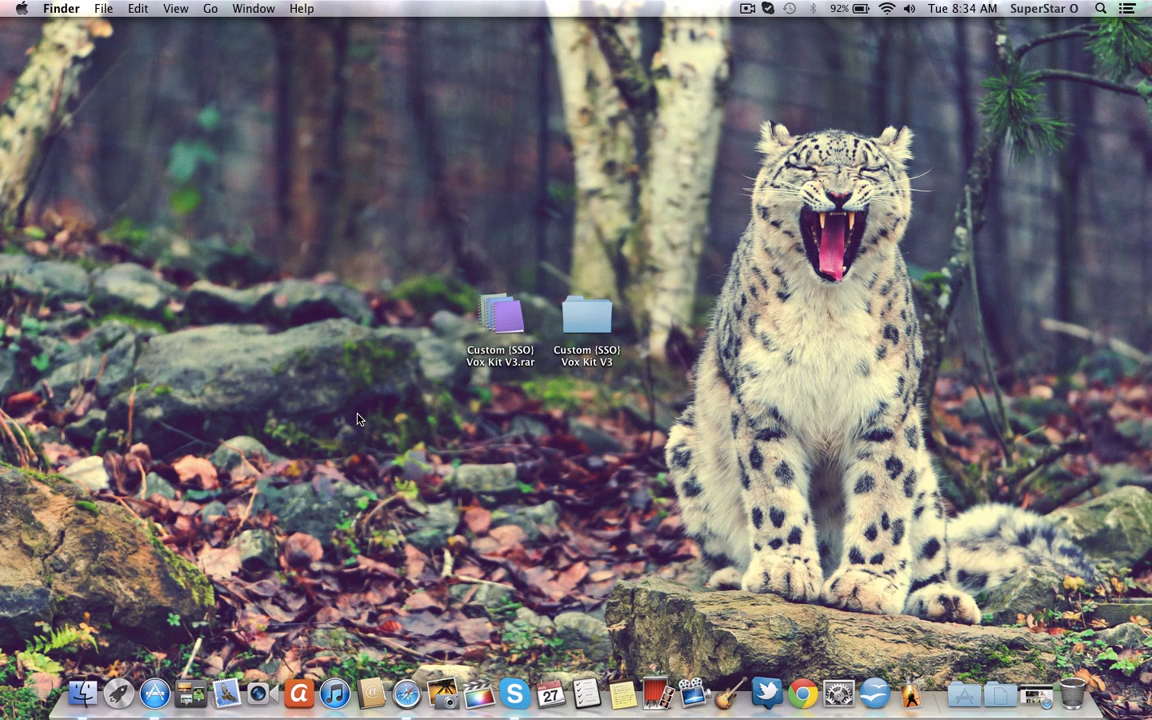 Finder File Edit View Go Window Help 92% Tue 8:34 AM SuperStar O
Custom {SSO} Custom {SSO}
Vox Kit V3.rar Vox Kit V3
27